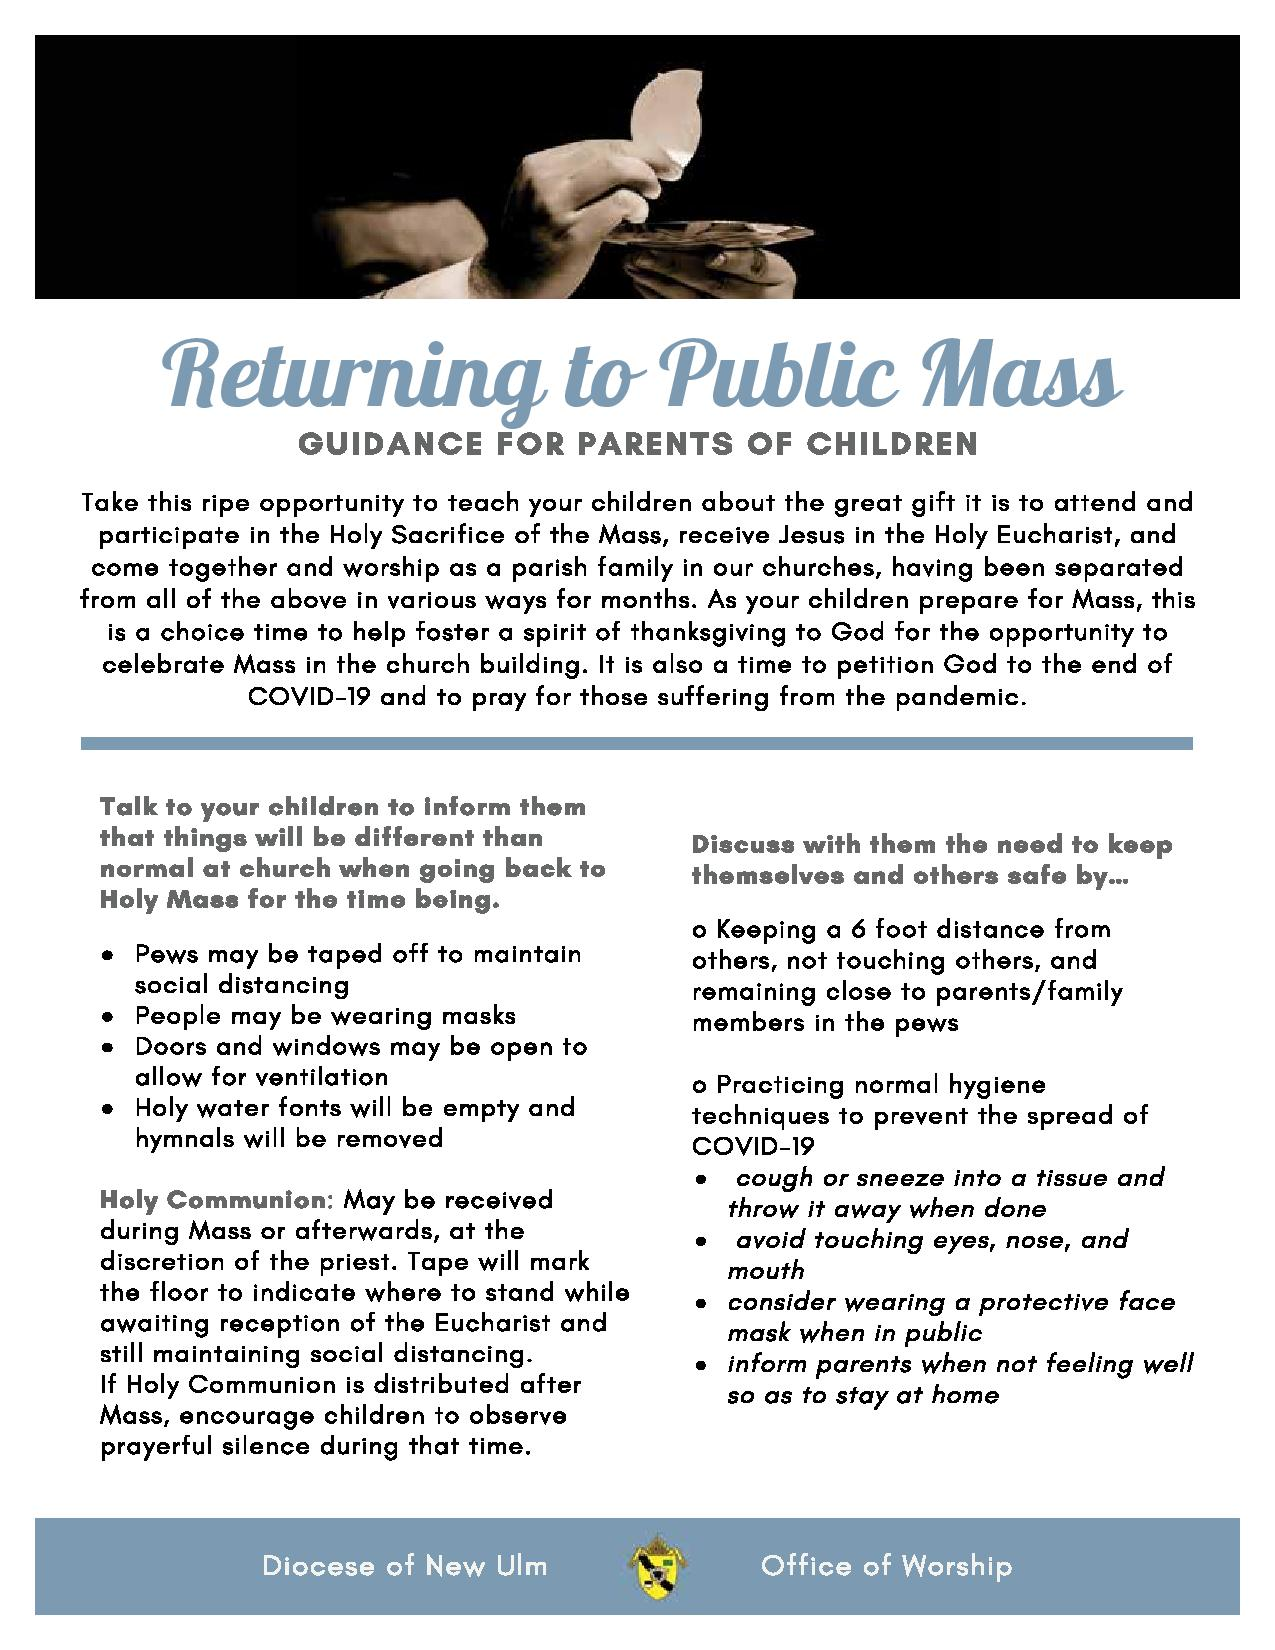 Returning to Public Mass
GUIDANCE FOR PARENTS OF CHILDREN
Take this ripe opportunity to teach your children about the great gift it is to attend and
participate in the Holy Sacrifice of the Mass, receive Jesus in the Holy Eucharist, and
come together and worship as a parish family in our churches, having been separated
from all of the above in various ways for months. As your children prepare for Mass, this
is a choice time to help foster a spirit of thanksgiving to God for the opportunity to
celebrate Mass in the church building. It is also a time to petition God to the end of
COVID-19 and to pray for those suffering from the pandemic.
Talk to your children to inform them
that things will be different than
normal at church when going back to
Holy Mass for the time being.
• Pews may be taped off to maintain
social distancing
• People may be wearing masks
• Doors and windows may be open to
allow for ventilation
• Holy water fonts will be empty and
hymnals will be removed
Holy Communion: May be received
during Mass or afterwards, at the
discretion of the priest. Tape will mark
the floor to indicate where to stand while
awaiting reception of the Eucharist and
still maintaining social distancing.
If Holy Communion is distributed after
Mass, encourage children to observe
prayerful silence during that time.
Discuss with them the need to keep
themselves and others safe by...
o Keeping a 6 foot distance from
others, not touching others, and
remaining close to parents/family
members in the pews
o Practicing normal hygiene
techniques to prevent the spread of
COVID-19
• cough or sneeze into a tissue and
throw it away when done
• avoid touching eyes, nose, and
mouth
• consider wearing a protective face
mask when in public
• inform parents when not feeling well
so as to stay at home
Diocese of New Ulm
Office of Worship